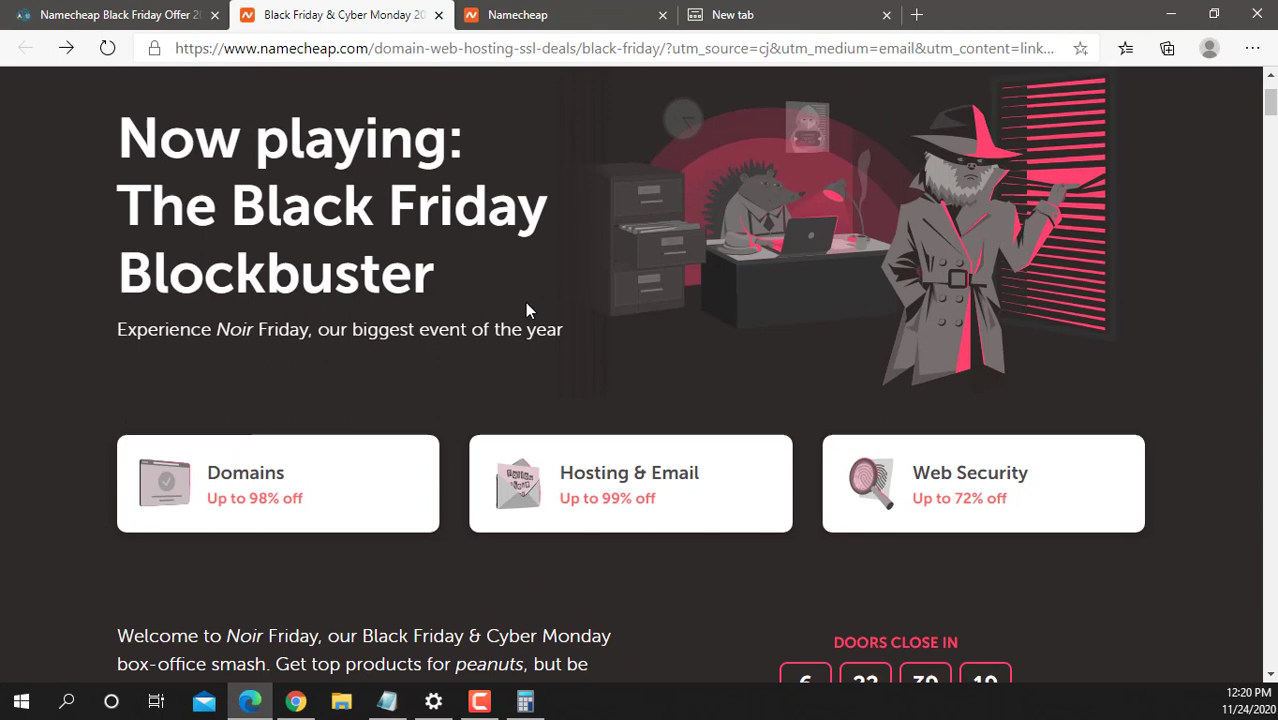 Namecheap Black Friday Offer 20
Black Friday & Cyber Monday 20
Namecheap
New tab
https://www.namecheap.com/domain-web-hosting-ssl-deals/black-friday/?utm_source=cj&utm_medium=email&utm_content=link...
Now playing:
The Black Friday
Blockbuster
Experience Noir Friday, our biggest event of the year
Domains
Up to 98% off
Hosting & Email
Up to 99% off
Web Security
Up to 72% off
Welcome to Noir Friday, our Black Friday & Cyber Monday
box-office smash. Get top products for peanuts, but be
DOORS CLOSE IN
12:20 PM
11/24/2020